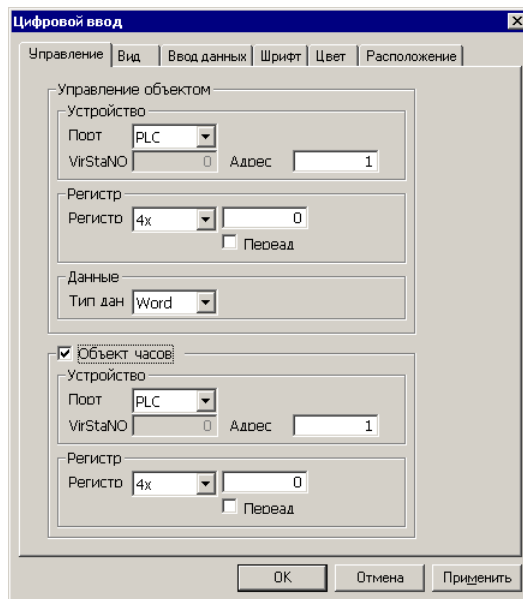 Цифровой ввод
Управление Вид Ввод данных Шрифт Цвет Расположение
Управление объектом
Устройство
Порт PLC
VirStaNO 0 Адрес 1
Регистр
Регистр 4x 0
Переад
Данные
Тип дан Word
Объект часов
Устройство
Порт PLC
VirStaNO 0 Адрес 1
Регистр
Регистр 4x 0
Переад
OK Отмена Применить